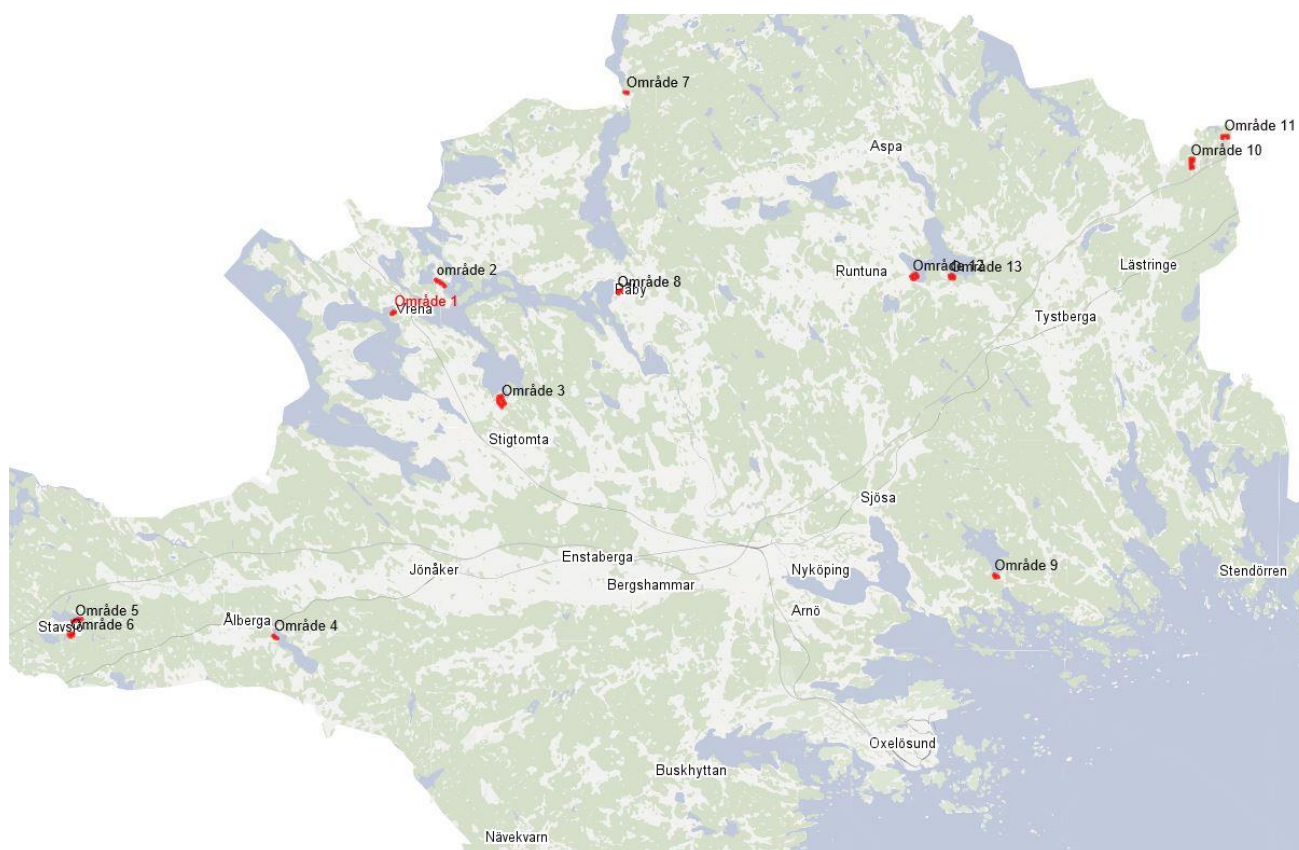 Område 7
Område 11
Aspa
Område 10
Lästringe
område 2
Runtuna
Område 12
Område 13
Område 8
Råby
Område 1
Vrena
Tystberga
Område 3
Stigtomta
Sjösa
Enstaberga
Jönåker
Bergshammar
Nyköping
Område 9
Stendörren
Arnö
Område 5
Stavsjö
Område 6
Ålberga
Område 4
Oxelösund
Buskhyttan
Nävekvarn